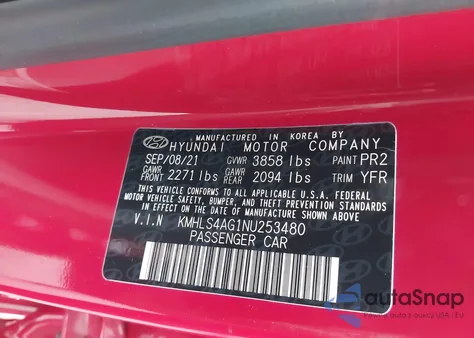 MANUFACTURED IN KOREA BY
HYUNDAI MOTOR COMPANY
SEP/08/21 GVWR 3858 lbs PAINT PR2
GAWR FRONT 2271 lbs GAWR REAR 2094 lbs TRIM YFR
THIS VEHICLE CONFORMS TO ALL APPLICABLE U.S.A. FEDERAL
MOTOR VEHICLE SAFETY, BUMPER, AND THEFT PREVENTION
STANDARDS IN EFFECT ON THE DATE OF MANUFACTURE SHOWN ABOVE.
V.I.N KMHLS4AG1NU253480
PASSENGER CAR
autoSnap